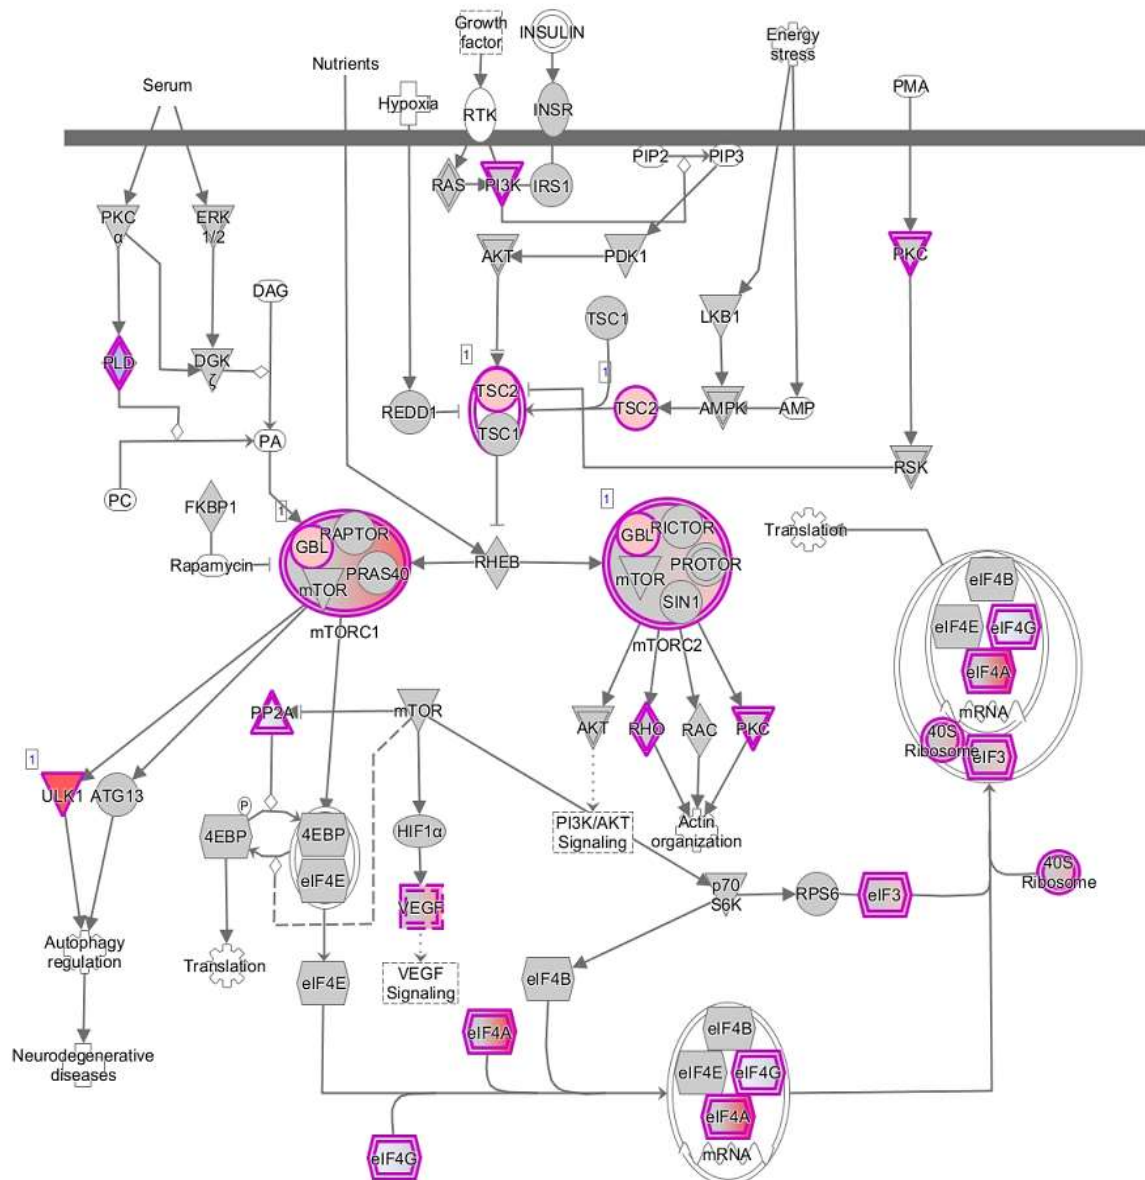 Growth
factor
INSULIN
Energy
stress
Nutrients
Serum
Hypoxia
RTK
INSR
PMA
PIP2
PIP3
RAS
PI3K
IRS1
PKC
α
ERK
1/2
AKT
PDK1
PKC
DAG
TSC1
LKB1
PLD
DGK
ζ
1
1
TSC2
TSC2
AMPK
AMP
REDD1
TSC1
PA
RSK
PC
FKBP1
1
1
GBL
RAPTOR
GBL
RICTOR
Translation
Rapamycin
PRAS40
mTOR
RHEB
mTOR
PROTOR
SIN1
eIF4B
mTORC1
mTORC2
eIF4E
eIF4G
eIF4A
mRNA
PP2A
mTOR
AKT
RHO
RAC
PKC
40S
Ribosome
eIF3
1
ULK1
ATG13
P
4EBP
4EBP
HIF1α
PI3K/AKT
Signaling
Actin
organization
eIF4E
p70
S6K
RPS6
eIF3
40S
Ribosome
VEGF
Autophagy
regulation
Translation
VEGF
Signaling
eIF4E
eIF4B
eIF4A
eIF4B
Neurodegenerative
diseases
eIF4E
eIF4G
eIF4A
eIF4G
mRNA